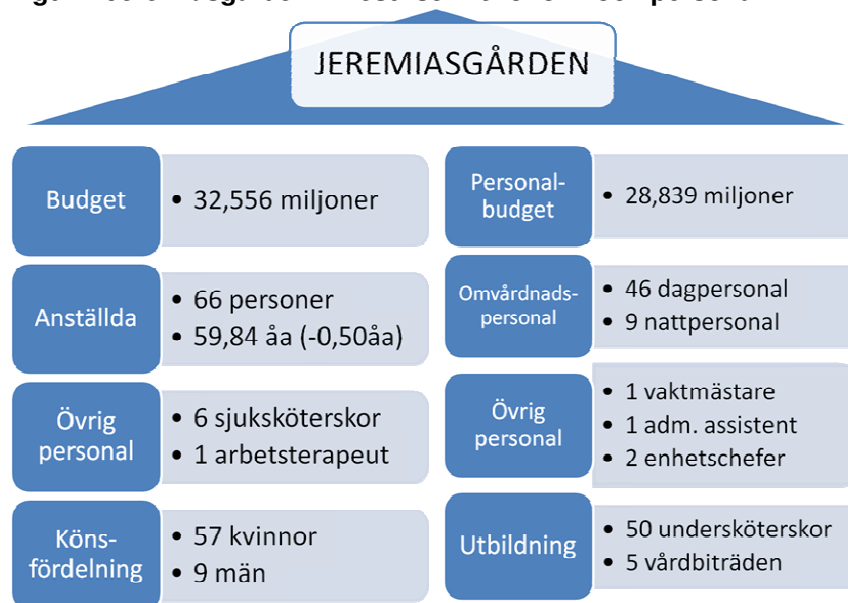 JEREMIASGÅRDEN
Budget
• 32,556 miljoner
Personal-
budget
• 28,839 miljoner
Anställda
• 66 personer
• 59,84 åa (-0,50åa)
Omvårdnads-
personal
• 46 dagpersonal
• 9 nattpersonal
Övrig
personal
• 6 sjuksköterskor
• 1 arbetsterapeut
Övrig
personal
• 1 vaktmästare
• 1 adm. assistent
• 2 enhetschefer
Köns-
fördelning
• 57 kvinnor
• 9 män
Utbildning
• 50 undersköterskor
• 5 vårdbiträden